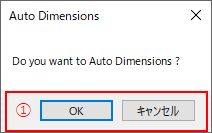 Auto Dimensions
Do you want to Auto Dimensions ?
① OK キャンセル